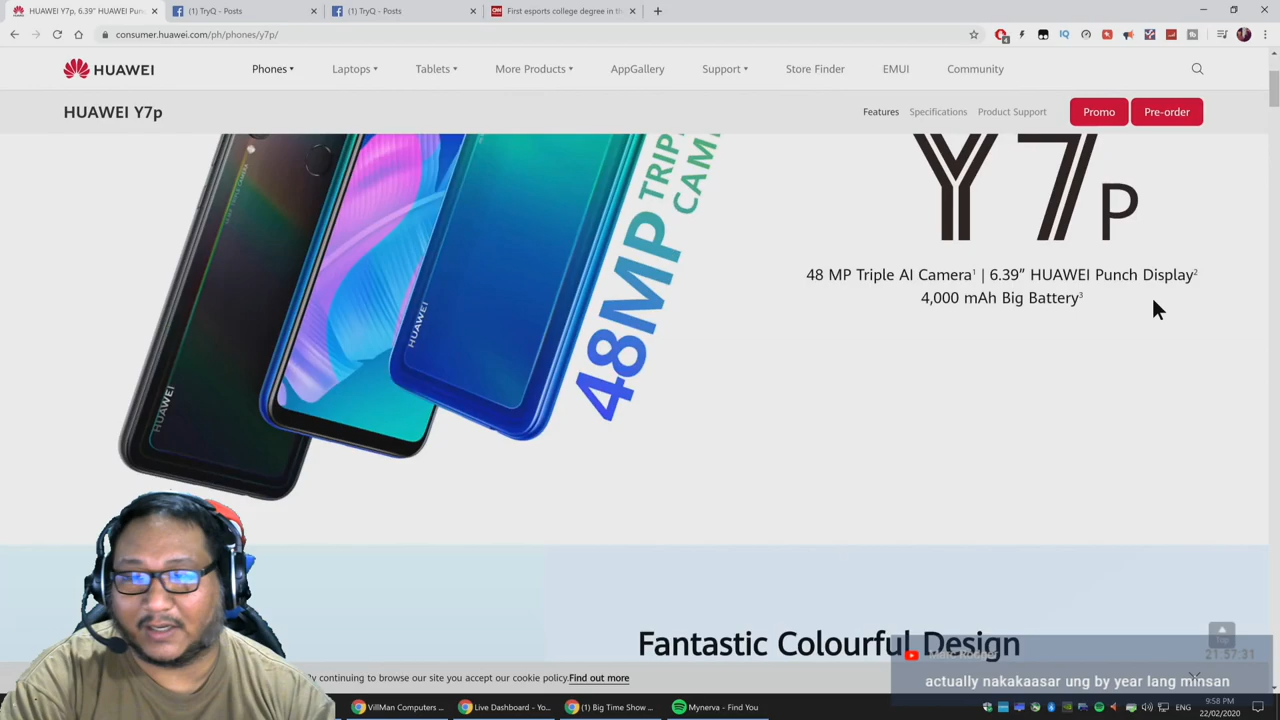 HUAWEI Y7p, 6.39" HUAWEI Pun
(1) TryQ - Posts
(1) TryQ - Posts
First esports college degree in th
consumer.huawei.com/ph/phones/y7p/
HUAWEI
Phones
Laptops
Tablets
More Products
AppGallery
Support
Store Finder
EMUI
Community
HUAWEI Y7p
Features
Specifications
Product Support
Promo
Pre-order
HUAWEI
HUAWEI
48MP TRIPLE
CAM
Y7P
48 MP Triple AI Camera¹ | 6.39” HUAWEI Punch Display²
4,000 mAh Big Battery³
Fantastic Colourful Design
Top
21:57:31
actually nakakaasar ung by year lang minsan
By continuing to browse our site you accept our cookie policy. Find out more
VillMan Computers ...
Live Dashboard - Yo...
(1) Big Time Show ...
Mynerva - Find You
ENG
9:58 PM
22/02/2020